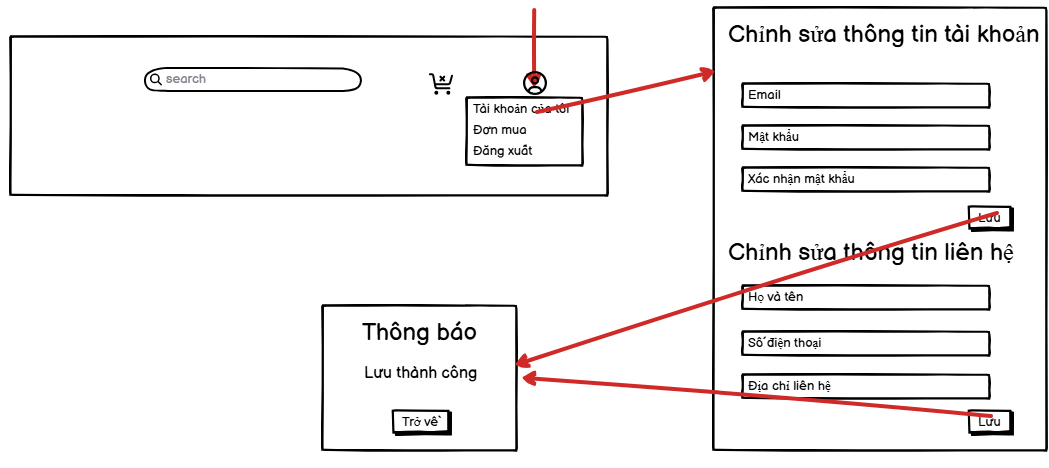 search
Tài khoản của tôi
Đơn mua
Đăng xuất
Chỉnh sửa thông tin tài khoản
Email
Mật khẩu
Xác nhận mật khẩu
Lưu
Chỉnh sửa thông tin liên hệ
Họ và tên
Số điện thoại
Địa chỉ liên hệ
Lưu
Thông báo
Lưu thành công
Trở về